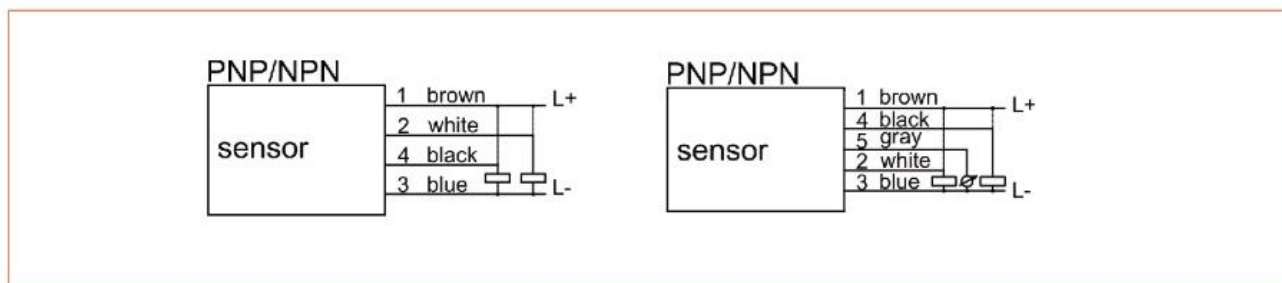 PNP/NPN
1 brown
L+
2 white
sensor
4 black
3 blue
L-
PNP/NPN
1 brown
L+
4 black
5 gray
sensor
2 white
3 blue
L-